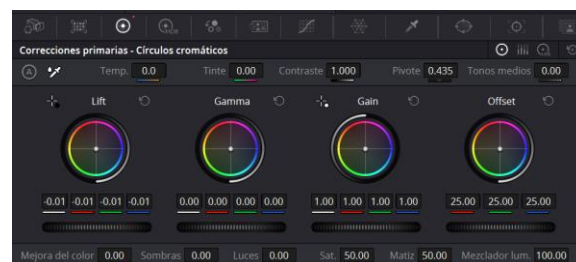 Correcciones primarias - Círculos cromáticos
A Temp. 0.0 Tinte 0.00 Contraste 1.000 Pivote 0.435 Tonos medios 0.00
Lift Gamma Gain Offset
-0.01 -0.01 -0.01 -0.01 0.00 0.00 0.00 0.00 1.00 1.00 1.00 1.00 25.00 25.00 25.00
Mejora del color 0.00 Sombras 0.00 Luces 0.00 Sat. 50.00 Matiz 50.00 Mezclador lum. 100.00